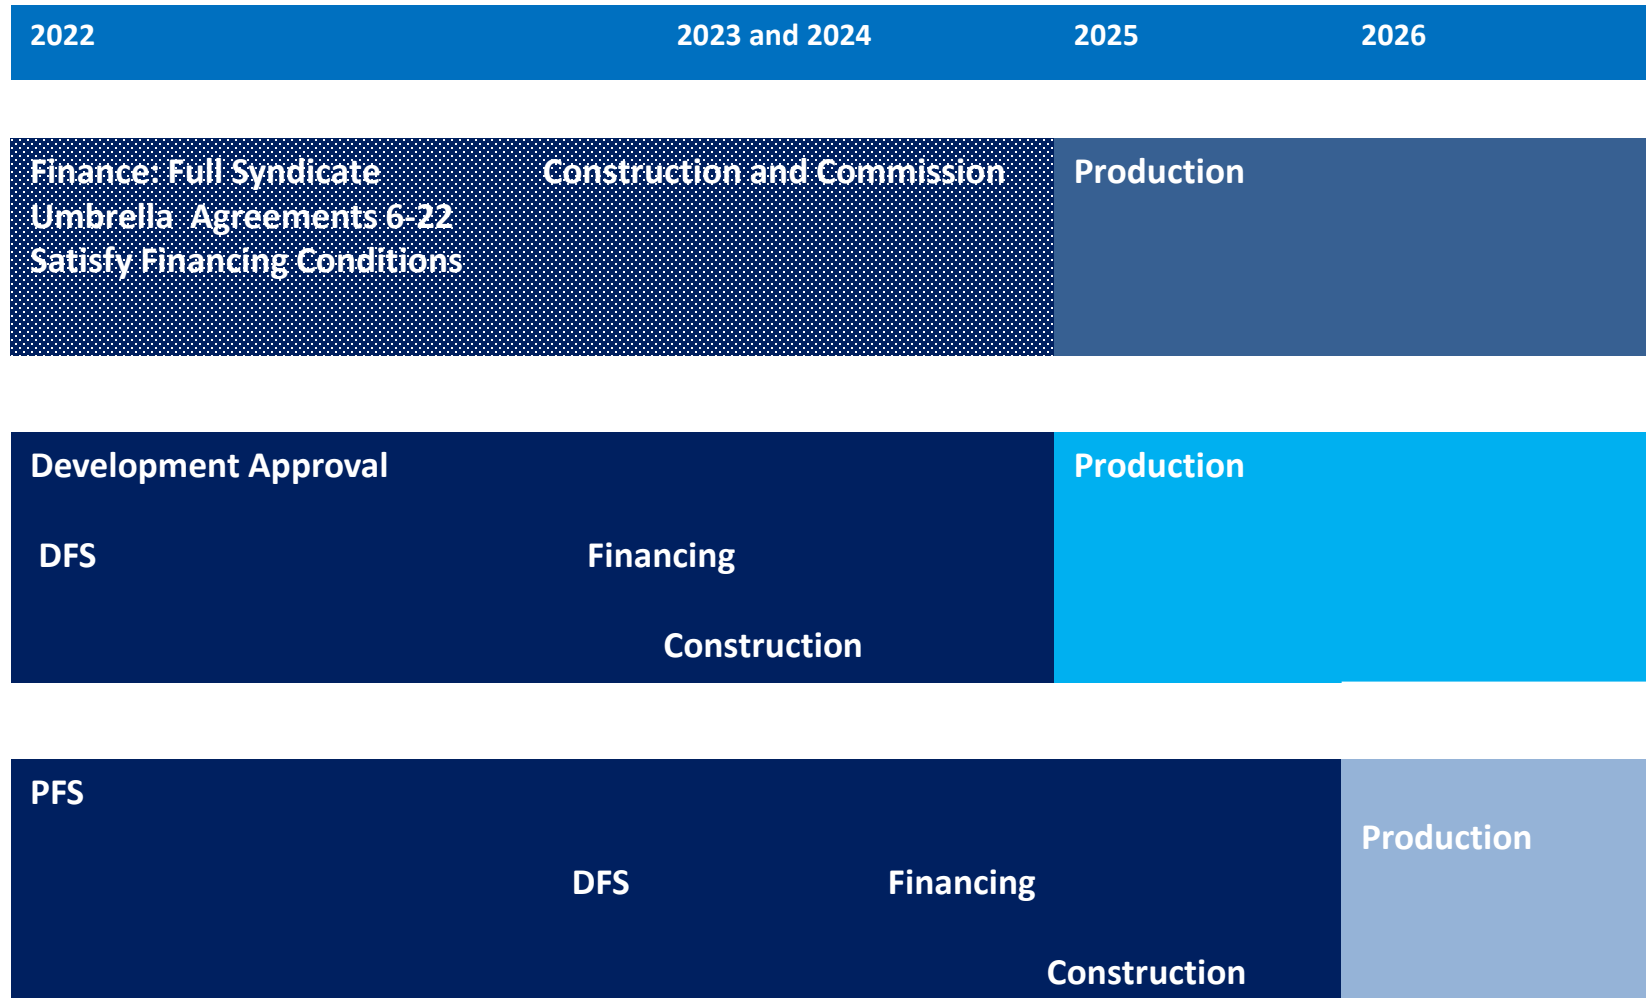 2022 2023 and 2024 2025 2026
Finance: Full Syndicate Construction and Commission Production
Umbrella Agreements 6-22
Satisfy Financing Conditions
Development Approval Production
DFS Financing
Construction
PFS
Production
DFS Financing
Construction